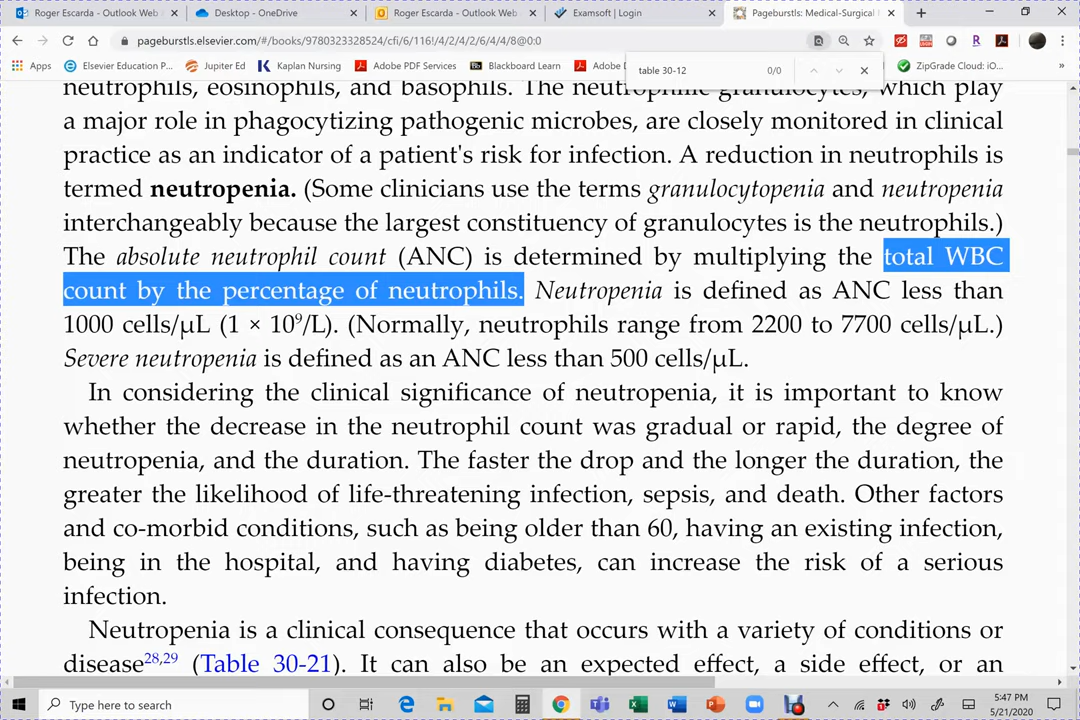 Roger Escarda - Outlook Web
Desktop - OneDrive
Roger Escarda - Outlook Web
Examsoft | Login
Pageburstls: Medical-Surgical
pageburstls.elsevier.com/#/books/9780323328524/cfi/6/116!/4/2/4/2/6/4/4/8@0:0
Apps
Elsevier Education P...
Jupiter Ed
Kaplan Nursing
Adobe PDF Services
Blackboard Learn
Adobe D
table 30-12
0/0
ZipGrade Cloud: iO...
neutrophils, eosinophils, and basophils. The neutrophilic granulocytes, which play
a major role in phagocytizing pathogenic microbes, are closely monitored in clinical
practice as an indicator of a patient's risk for infection. A reduction in neutrophils is
termed neutropenia. (Some clinicians use the terms granulocytopenia and neutropenia
interchangeably because the largest constituency of granulocytes is the neutrophils.)
The absolute neutrophil count (ANC) is determined by multiplying the total WBC
count by the percentage of neutrophils. Neutropenia is defined as ANC less than
1000 cells/μL (1 × 10⁹/L). (Normally, neutrophils range from 2200 to 7700 cells/μL.)
Severe neutropenia is defined as an ANC less than 500 cells/μL.
In considering the clinical significance of neutropenia, it is important to know
whether the decrease in the neutrophil count was gradual or rapid, the degree of
neutropenia, and the duration. The faster the drop and the longer the duration, the
greater the likelihood of life-threatening infection, sepsis, and death. Other factors
and co-morbid conditions, such as being older than 60, having an existing infection,
being in the hospital, and having diabetes, can increase the risk of a serious
infection.
Neutropenia is a clinical consequence that occurs with a variety of conditions or
disease²⁸,²⁹ (Table 30-21). It can also be an expected effect, a side effect, or an
Type here to search
5:47 PM
5/21/2020